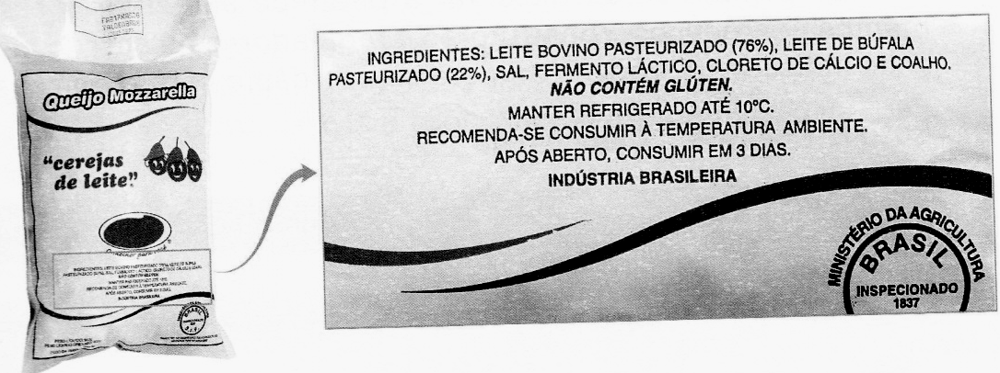 Queijo Mozzarella
"cerejas
de leite"
INGREDIENTES: LEITE BOVINO PASTEURIZADO (76%), LEITE DE BÚFALA
PASTEURIZADO (22%), SAL, FERMENTO LÁCTICO, CLORETO DE CÁLCIO E COALHO.
NÃO CONTÉM GLÚTEN.
MANTER REFRIGERADO ATÉ 10ºC.
RECOMENDA-SE CONSUMIR À TEMPERATURA AMBIENTE.
APÓS ABERTO, CONSUMIR EM 3 DIAS.
INDÚSTRIA BRASILEIRA
MINISTÉRIO DA AGRICULTURA
BRASIL
INSPECIONADO
1837